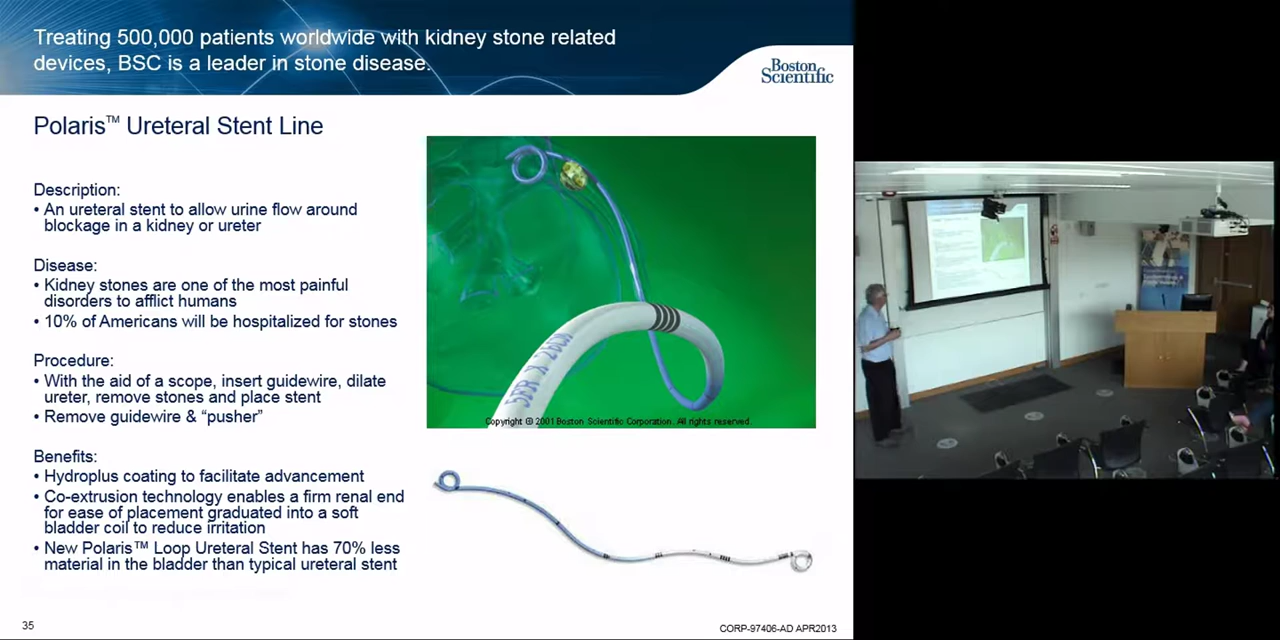 Treating 500,000 patients worldwide with kidney stone related
devices, BSC is a leader in stone disease.
Boston
Scientific
Polaris™ Ureteral Stent Line
Description:
• An ureteral stent to allow urine flow around
blockage in a kidney or ureter
Disease:
• Kidney stones are one of the most painful
disorders to afflict humans
• 10% of Americans will be hospitalized for stones
Procedure:
• With the aid of a scope, insert guidewire, dilate
ureter, remove stones and place stent
• Remove guidewire & “pusher”
Benefits:
• Hydroplus coating to facilitate advancement
• Co-extrusion technology enables a firm renal end
for ease of placement graduated into a soft
bladder coil to reduce irritation
• New Polaris™ Loop Ureteral Stent has 70% less
material in the bladder than typical ureteral stent
Copyright © 2001 Boston Scientific Corporation. All rights reserved.
35
CORP-97406-AD APR2013